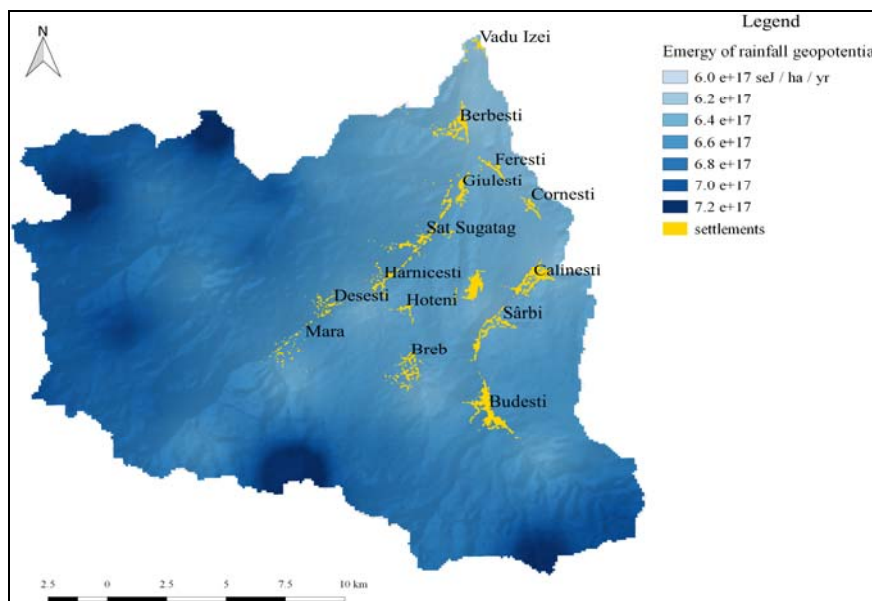 N
Legend
Emergy of rainfall geopotentia
6.0 e+17 seJ / ha / yr
6.2 e+17
6.4 e+17
6.6 e+17
6.8 e+17
7.0 e+17
7.2 e+17
settlements
Vadu Izei
Berbesti
Feresti
Giulesti
Cornesti
Sat Sugatag
Harnicesti
Calinesti
Desesti
Hoteni
Sârbi
Mara
Breb
Budesti
2.5 0 2.5 5 7.5 10 km